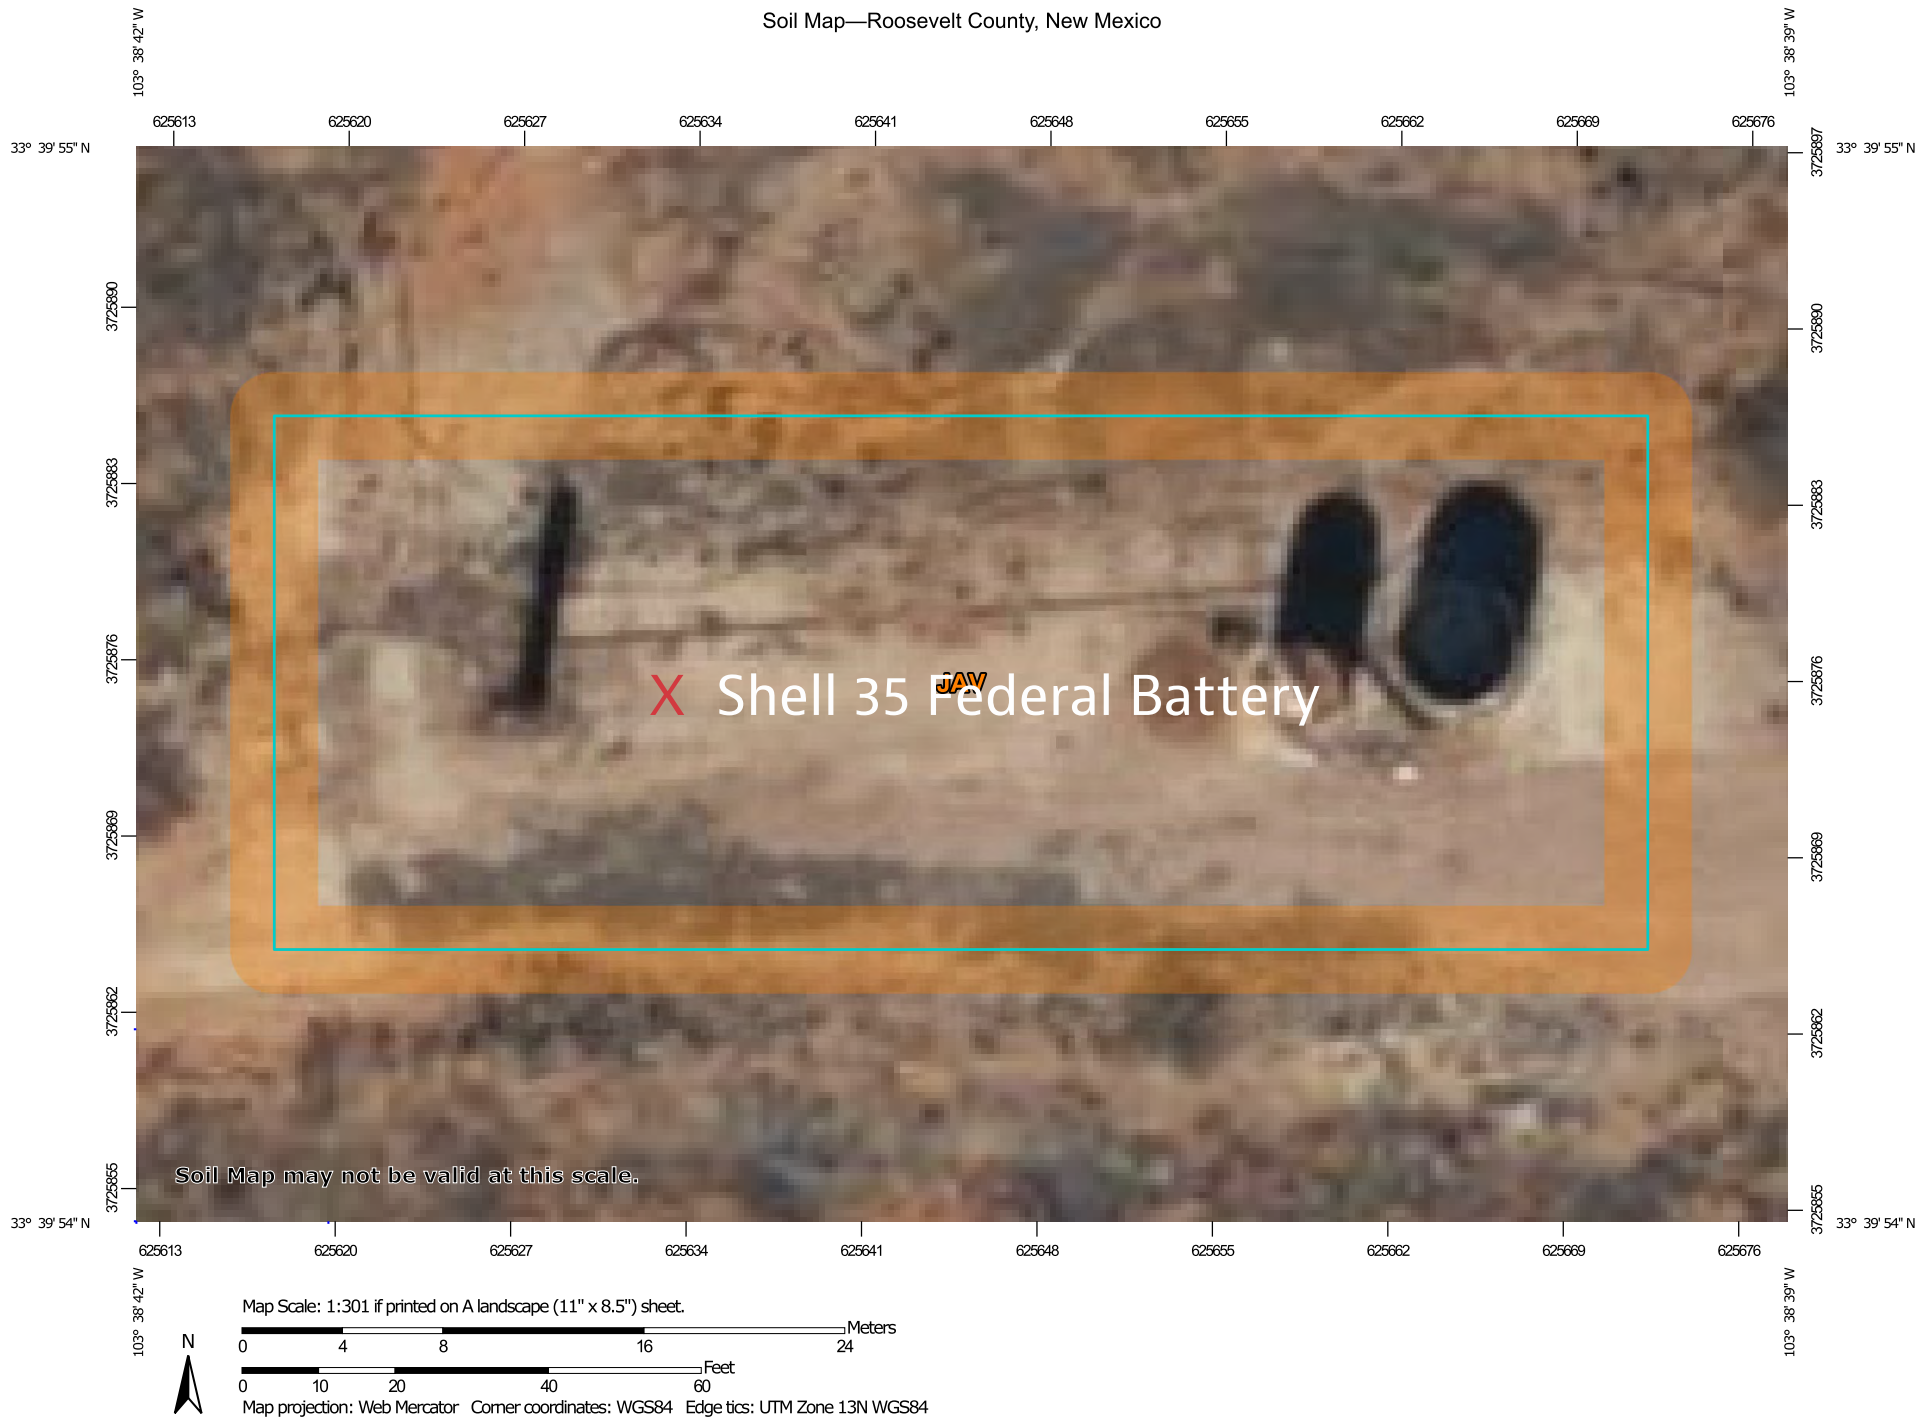 Soil Map—Roosevelt County, New Mexico
103° 38' 42'' W
103° 38' 39'' W
625613 625620 625627 625634 625641 625648 625655 625662 625669 625676
33° 39' 55'' N
33° 39' 55'' N
3725897
3725890
3725890
3725883
3725883
3725876
3725876
JAV
X Shell 35 Federal Battery
3725869
3725869
3725862
3725862
Soil Map may not be valid at this scale.
3725855
3725855
33° 39' 54'' N
33° 39' 54'' N
625613 625620 625627 625634 625641 625648 625655 625662 625669 625676
103° 38' 42'' W
103° 38' 39'' W
Map Scale: 1:301 if printed on A landscape (11" x 8.5") sheet.
Meters
0 4 8 16 24
N
Feet
0 10 20 40 60
Map projection: Web Mercator Corner coordinates: WGS84 Edge tics: UTM Zone 13N WGS84